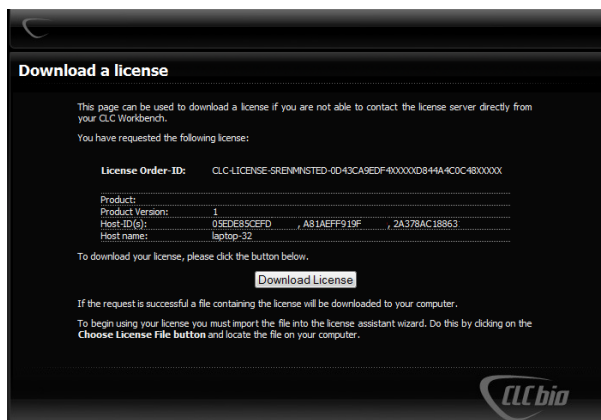 Download a license
This page can be used to download a license if you are not able to contact the license server directly from
your CLC Workbench.
You have requested the following license:
License Order-ID: CLC-LICENSE-SRENMNSTED-0D43CA9EDF4XXXXXD844A4C0C48XXXXX
Product:
Product Version: 1
Host-ID(s): 05EDE85CEFD , A81AEFF919F , 2A378AC18863
Host name: laptop-32
To download your license, please click the button below.
Download License
If the request is successful a file containing the license will be downloaded to your computer.
To begin using your license you must import the file into the license assistant wizard. Do this by clicking on the
Choose License File button and locate the file on your computer.
CLC bio